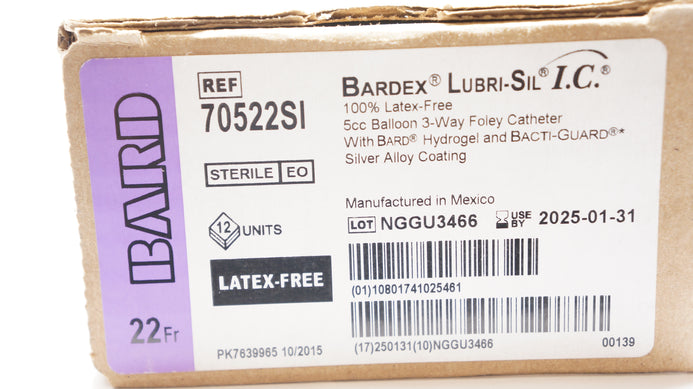 BARD
22Fr
REF
70522SI
STERILE EO
12 UNITS
LATEX-FREE
PK7639965 10/2015
BARDEX® LUBRI-SIL® I.C.®
100% Latex-Free
5cc Balloon 3-Way Foley Catheter
With BARD® Hydrogel and BACTI-GUARD®*
Silver Alloy Coating
Manufactured in Mexico
LOT NGGU3466 USE BY 2025-01-31
(01)10801741025461
(17)250131(10)NGGU3466
00139